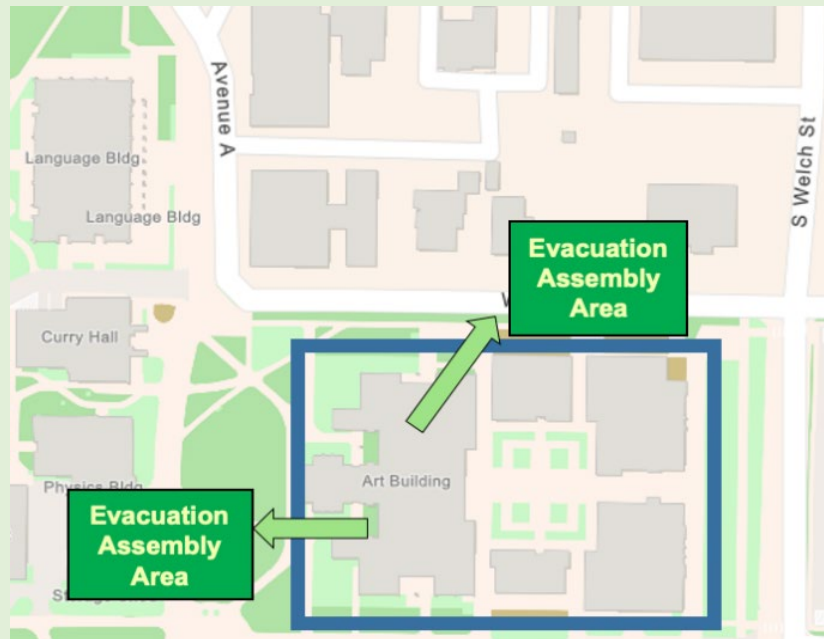 Avenue A
Language Bldg
Language Bldg
S Welch St
Evacuation
Assembly
Area
Curry Hall
Art Building
Physics Bldg
Evacuation
Assembly
Area